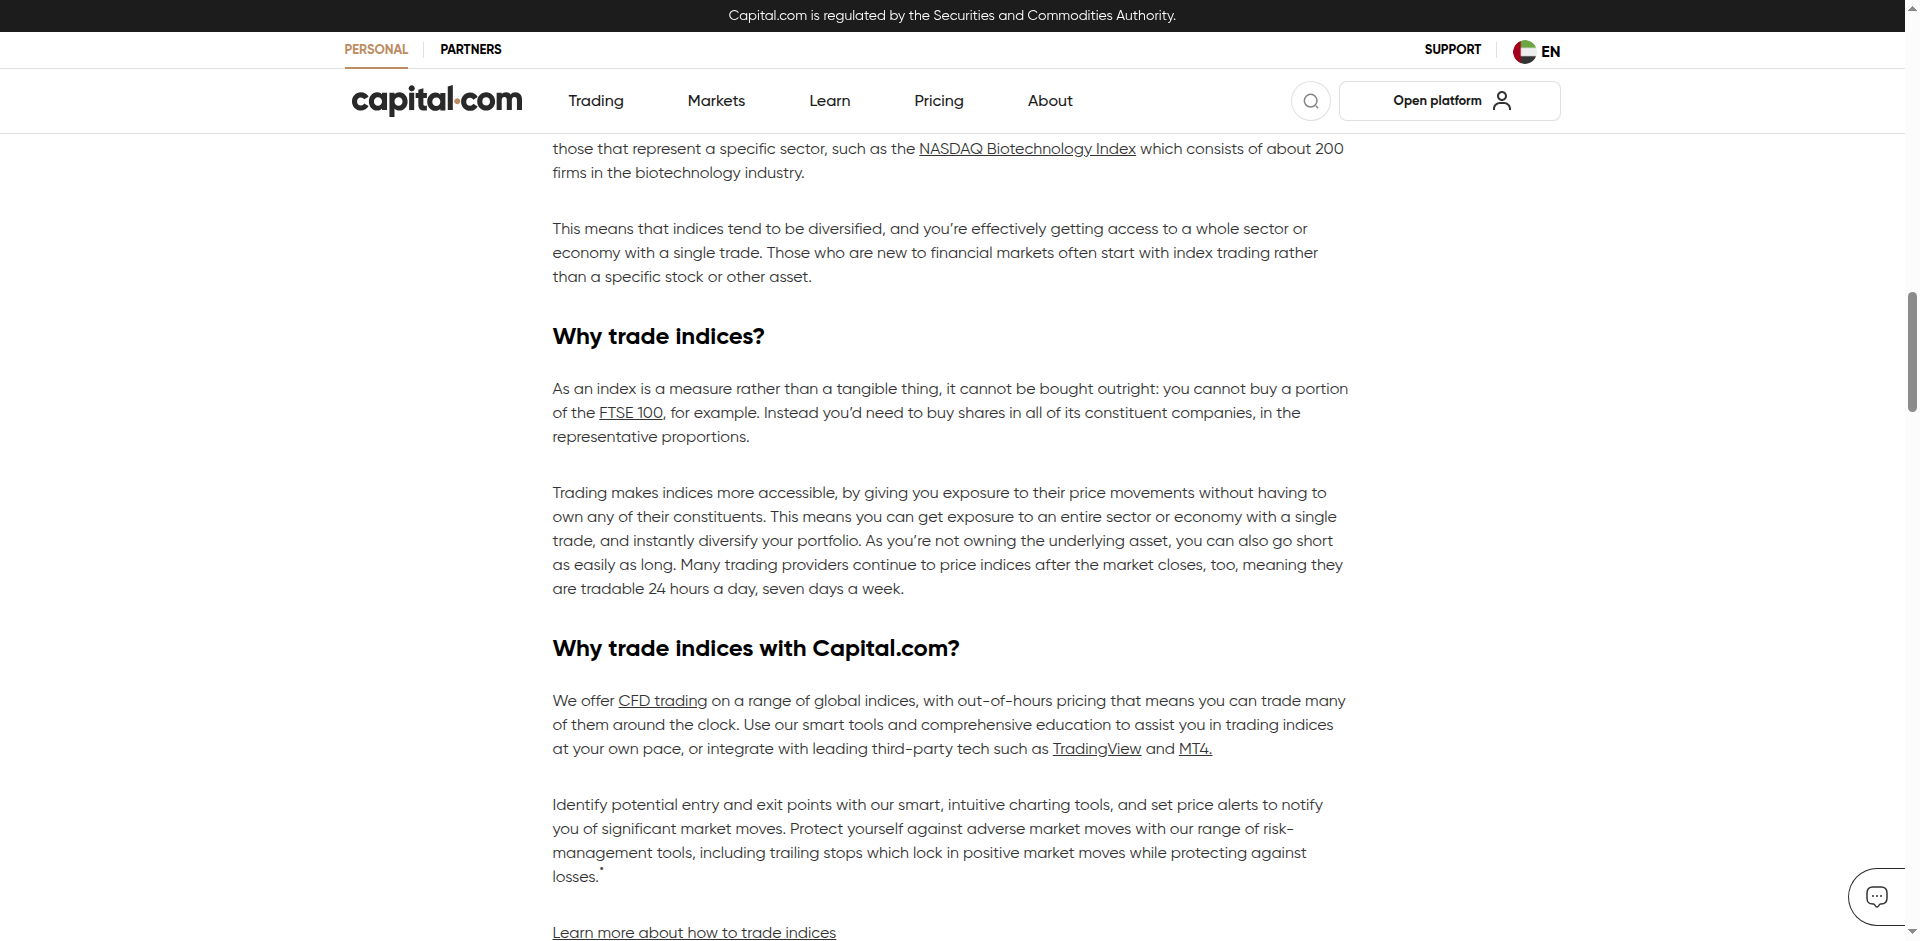 Capital.com is regulated by the Securities and Commodities Authority.
PERSONAL PARTNERS SUPPORT EN
capital.com Trading Markets Learn Pricing About Open platform
those that represent a specific sector, such as the NASDAQ Biotechnology Index which consists of about 200
firms in the biotechnology industry.
This means that indices tend to be diversified, and you’re effectively getting access to a whole sector or
economy with a single trade. Those who are new to financial markets often start with index trading rather
than a specific stock or other asset.
Why trade indices?
As an index is a measure rather than a tangible thing, it cannot be bought outright: you cannot buy a portion
of the FTSE 100, for example. Instead you’d need to buy shares in all of its constituent companies, in the
representative proportions.
Trading makes indices more accessible, by giving you exposure to their price movements without having to
own any of their constituents. This means you can get exposure to an entire sector or economy with a single
trade, and instantly diversify your portfolio. As you’re not owning the underlying asset, you can also go short
as easily as long. Many trading providers continue to price indices after the market closes, too, meaning they
are tradable 24 hours a day, seven days a week.
Why trade indices with Capital.com?
We offer CFD trading on a range of global indices, with out-of-hours pricing that means you can trade many
of them around the clock. Use our smart tools and comprehensive education to assist you in trading indices
at your own pace, or integrate with leading third-party tech such as TradingView and MT4.
Identify potential entry and exit points with our smart, intuitive charting tools, and set price alerts to notify
you of significant market moves. Protect yourself against adverse market moves with our range of risk-
management tools, including trailing stops which lock in positive market moves while protecting against
losses.*
Learn more about how to trade indices